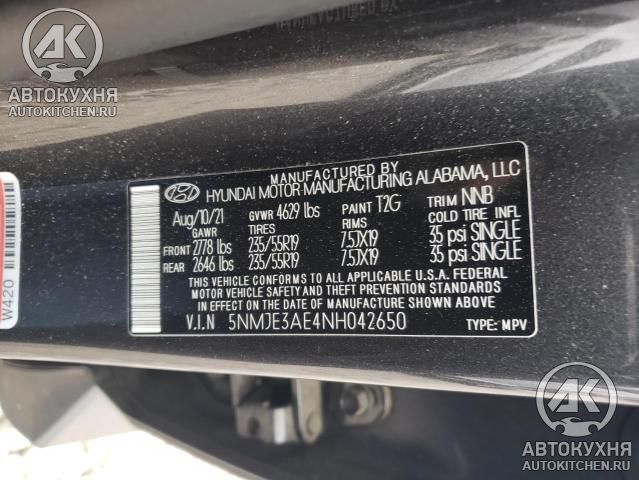 АК
АВТОКУХНЯ
AUTOKITCHEN.RU
W420
MANUFACTURED BY
HYUNDAI MOTOR MANUFACTURING ALABAMA, LLC
Aug/10/21 GVWR 4629 lbs PAINT T2G TRIM NNB
GAWR TIRES RIMS COLD TIRE INFL
FRONT 2778 lbs 235/55R19 7.5JX19 35 psi SINGLE
REAR 2646 lbs 235/55R19 7.5JX19 35 psi SINGLE
THIS VEHICLE CONFORMS TO ALL APPLICABLE U.S.A. FEDERAL
MOTOR VEHICLE SAFETY AND THEFT PREVENTION STANDARDS
IN EFFECT ON THE DATE OF MANUFACTURE SHOWN ABOVE
V.I.N 5NMJE3AE4NH042650 TYPE: MPV
АК
АВТОКУХНЯ
AUTOKITCHEN.RU